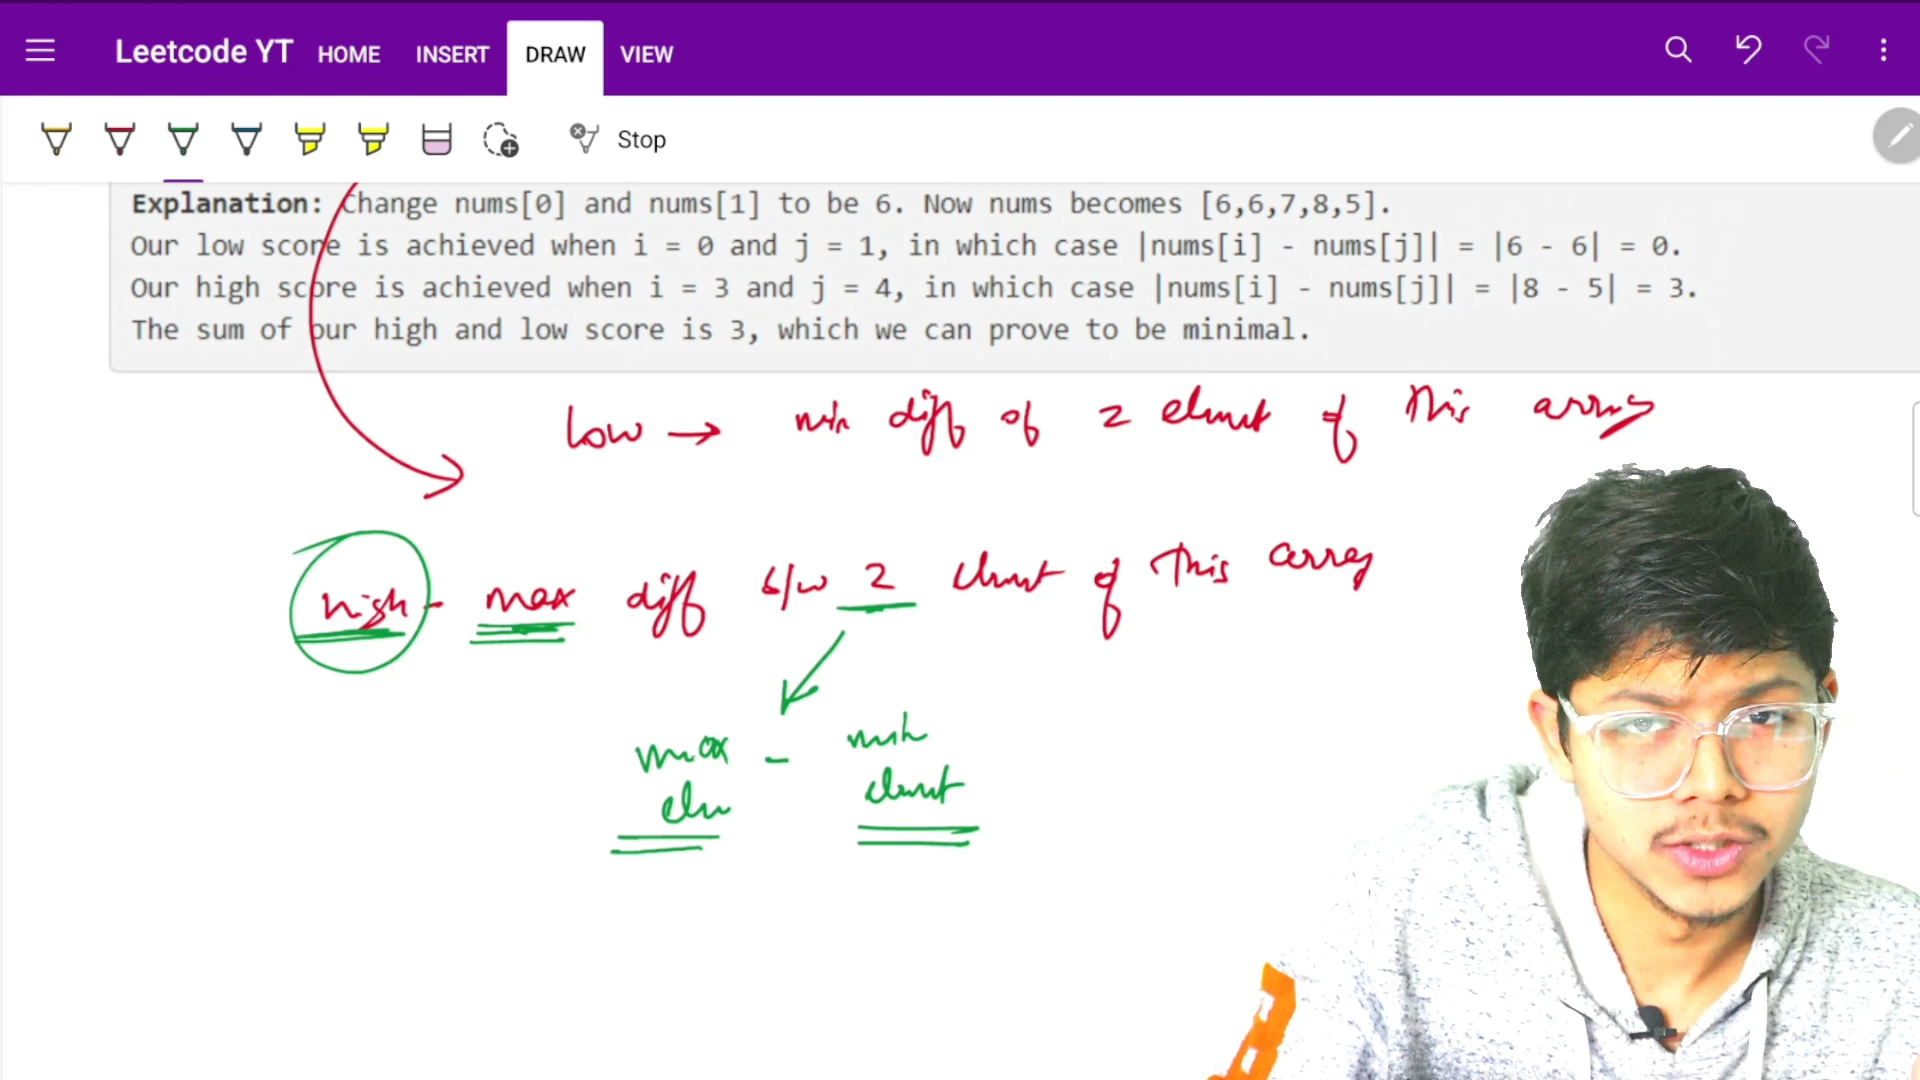 Leetcode YT HOME INSERT DRAW VIEW
Stop
Explanation: Change nums[0] and nums[1] to be 6. Now nums becomes [6,6,7,8,5].
Our low score is achieved when i = 0 and j = 1, in which case |nums[i] - nums[j]| = |6 - 6| = 0.
Our high score is achieved when i = 3 and j = 4, in which case |nums[i] - nums[j]| = |8 - 5| = 3.
The sum of our high and low score is 3, which we can prove to be minimal.
Low → min diff of 2 elmnt of this array
high - max diff b/w 2 elmnt of this array
max - min
elm elmnt